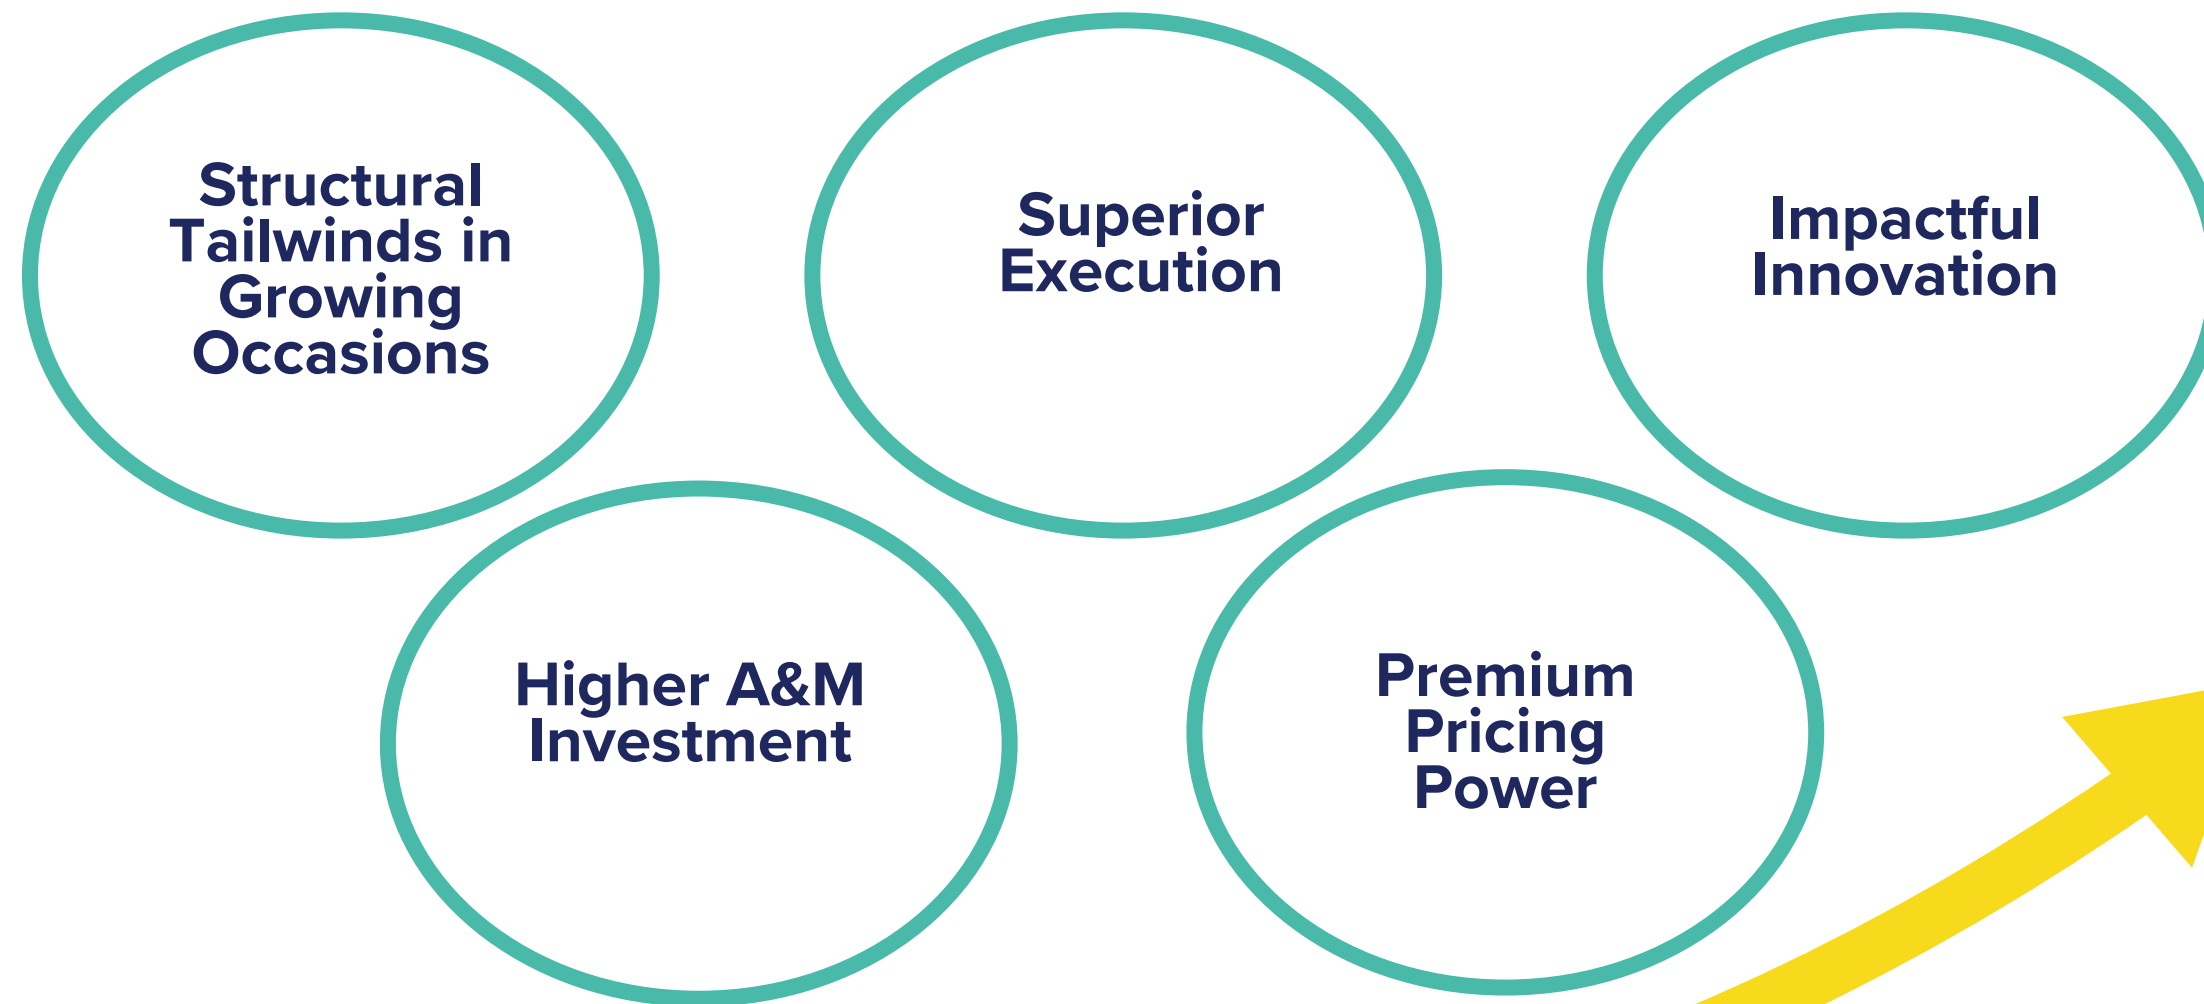 Structural
Tailwinds in
Growing
Occasions
Superior
Execution
Impactful
Innovation
Higher A&M
Investment
Premium
Pricing
Power